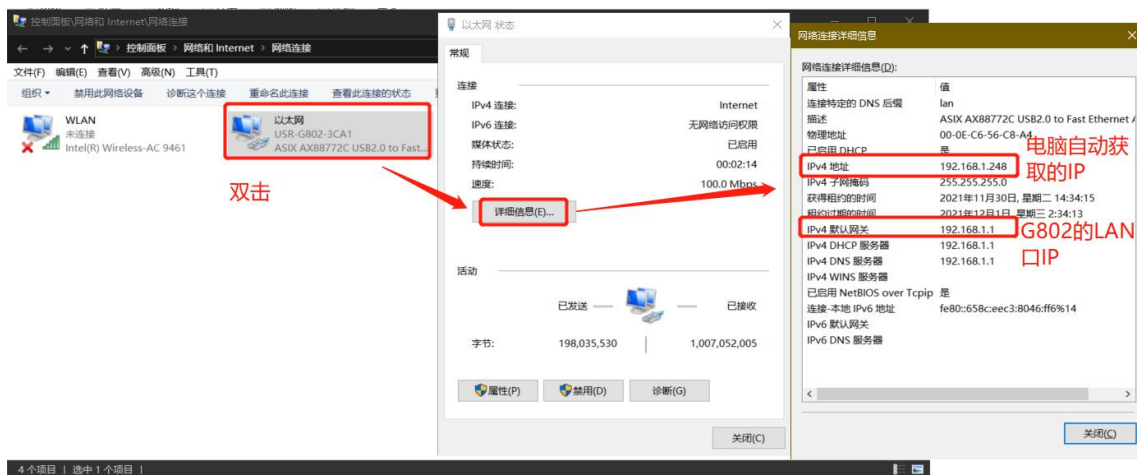 控制面板\网络和 Internet\网络连接
控制面板 > 网络和 Internet > 网络连接
文件(F) 编辑(E) 查看(V) 高级(N) 工具(T)
组织 禁用此网络设备 诊断这个连接 重命名此连接 查看此连接的状态
WLAN
未连接
Intel(R) Wireless-AC 9461
以太网
USR-G802-3CA1
ASIX AX88772C USB2.0 to Fast...
双击
4 个项目 | 选中 1 个项目 |
以太网 状态
常规
连接
IPv4 连接: Internet
IPv6 连接: 无网络访问权限
媒体状态: 已启用
持续时间: 00:02:14
速度: 100.0 Mbps
详细信息(E)...
活动
已发送 — — 已接收
字节: 198,035,530 | 1,007,052,005
属性(P) 禁用(D) 诊断(G)
关闭(C)
网络连接详细信息
网络连接详细信息(D):
属性 值
连接特定的 DNS 后缀 lan
描述 ASIX AX88772C USB2.0 to Fast Ethernet
物理地址 00-0E-C6-56-C8-A4
已启用 DHCP 是
IPv4 地址 192.168.1.248
IPv4 子网掩码 255.255.255.0
获得租约的时间 2021年11月30日, 星期二 14:34:15
租约过期的时间 2021年12月1日, 星期三 2:34:13
IPv4 默认网关 192.168.1.1
IPv4 DHCP 服务器 192.168.1.1
IPv4 DNS 服务器 192.168.1.1
IPv4 WINS 服务器
已启用 NetBIOS over Tcpip 是
连接-本地 IPv6 地址 fe80::658c:eec3:8046:ff6%14
IPv6 默认网关
IPv6 DNS 服务器
电脑自动获
取的IP
G802的LAN
口IP
关闭(C)